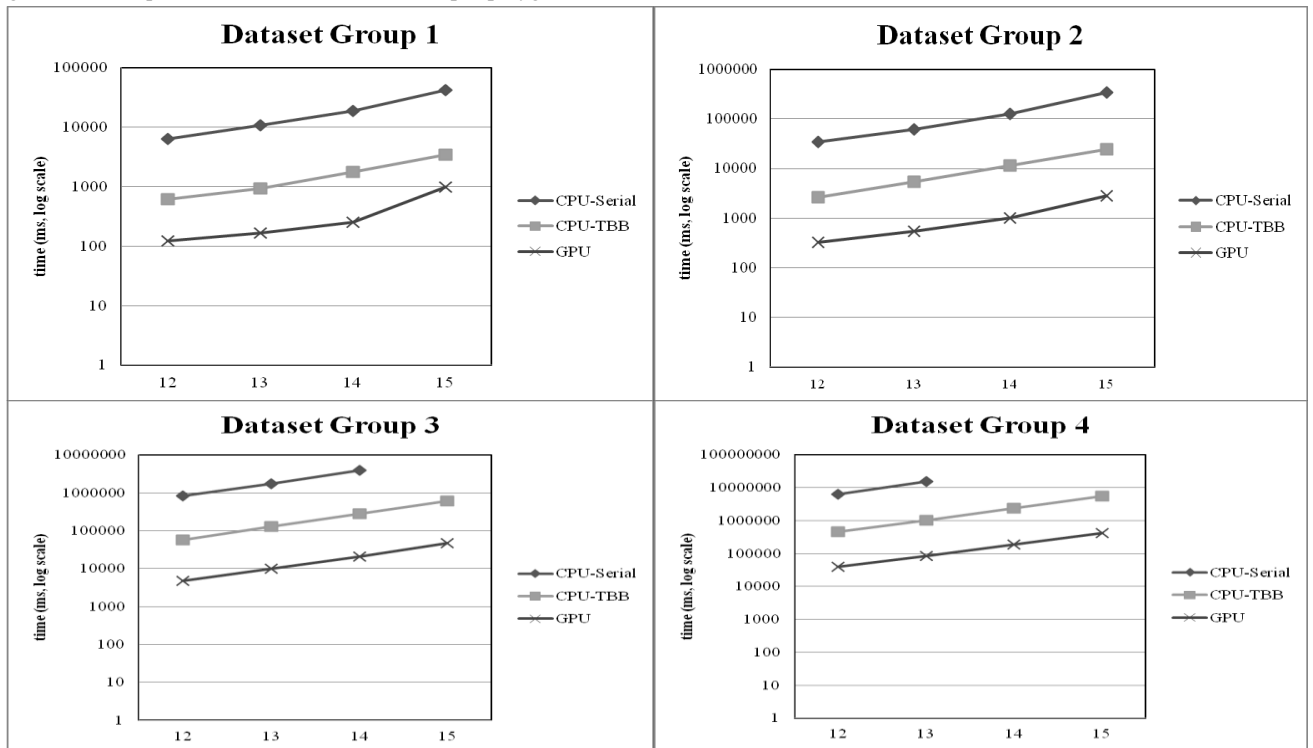 Dataset Group 1
100000
10000
1000
100
10
1
time (ms, log scale)
12 13 14 15
CPU-Serial
CPU-TBB
GPU
Dataset Group 2
1000000
100000
10000
1000
100
10
1
time (ms, log scale)
12 13 14 15
CPU-Serial
CPU-TBB
GPU
Dataset Group 3
10000000
1000000
100000
10000
1000
100
10
1
time (ms, log scale)
12 13 14 15
CPU-Serial
CPU-TBB
GPU
Dataset Group 4
100000000
10000000
1000000
100000
10000
1000
100
10
1
time (ms, log scale)
12 13 14 15
CPU-Serial
CPU-TBB
GPU